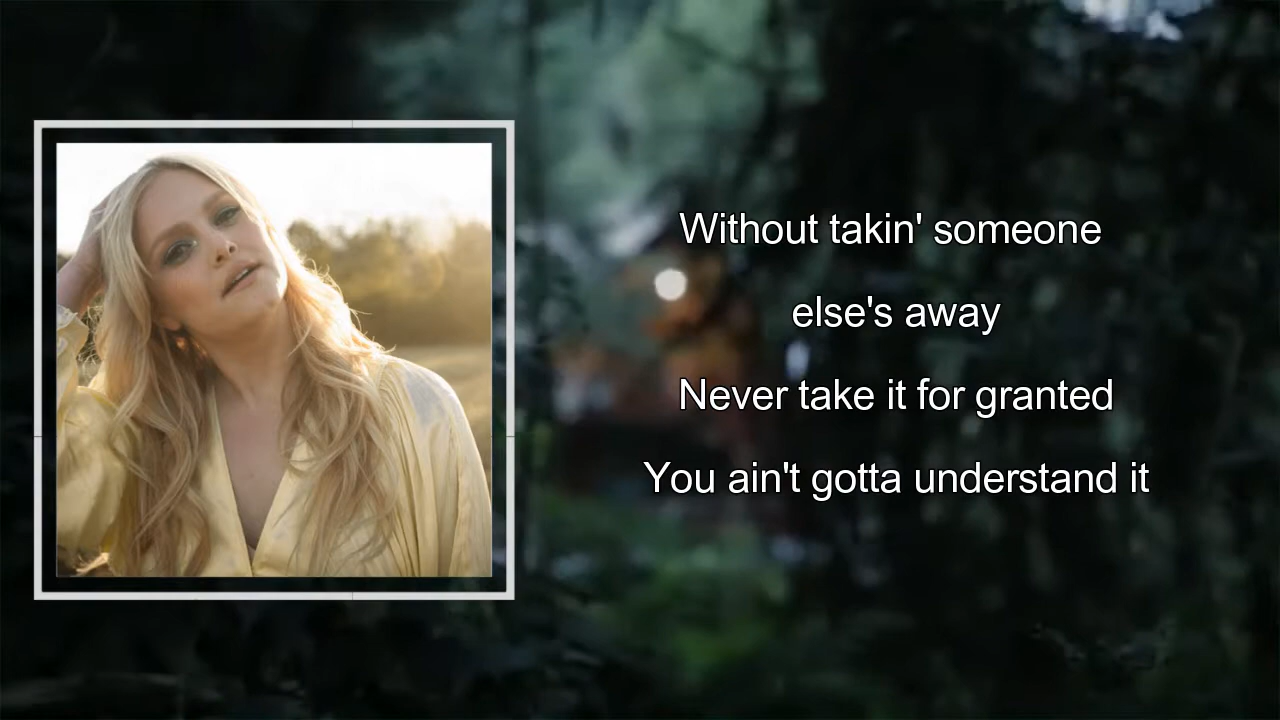 Without takin' someone
else's away
Never take it for granted
You ain't gotta understand it